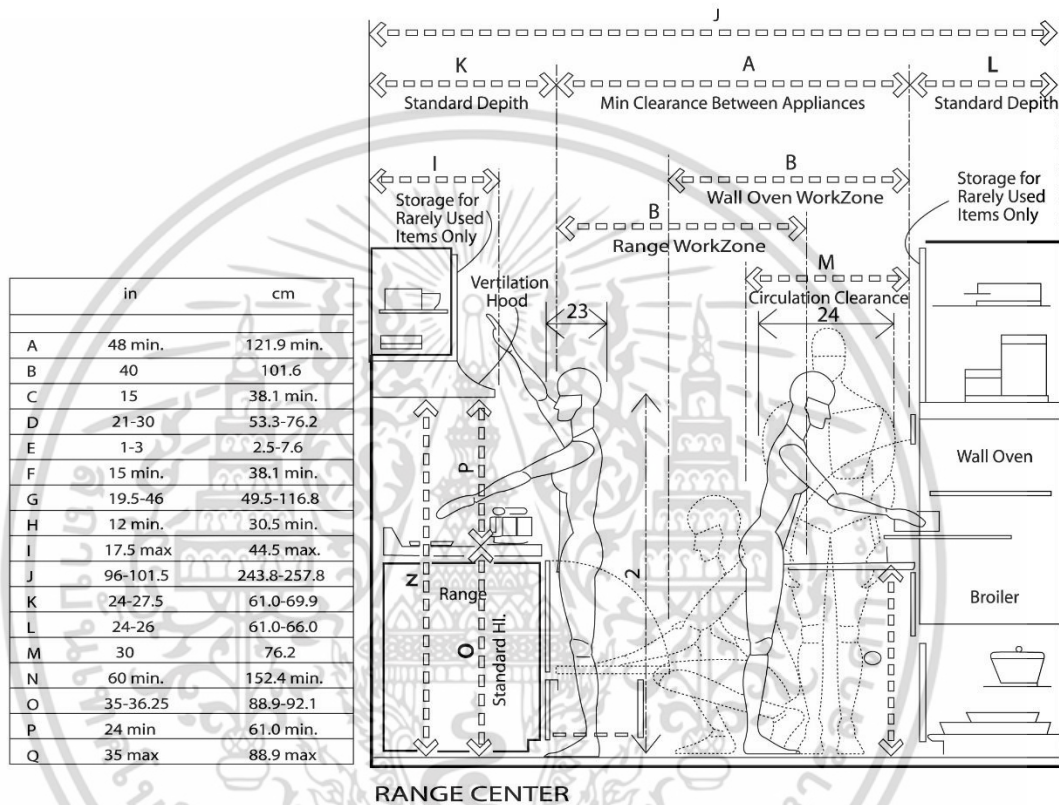 J
K
A
L
Standard Depith
Min Clearance Between Appliances
Standard Depith
I
B
Storage for
Rarely Used
Items Only
Wall Oven WorkZone
Storage for
Rarely Used
Items Only
B
Range WorkZone
M
Vertilation
Hood
Circulation Clearance
23
24
in cm
A 48 min. 121.9 min.
B 40 101.6
C 15 38.1 min.
D 21-30 53.3-76.2
E 1-3 2.5-7.6
F 15 min. 38.1 min.
G 19.5-46 49.5-116.8
H 12 min. 30.5 min.
I 17.5 max 44.5 max.
J 96-101.5 243.8-257.8
K 24-27.5 61.0-69.9
L 24-26 61.0-66.0
M 30 76.2
N 60 min. 152.4 min.
O 35-36.25 88.9-92.1
P 24 min 61.0 min.
Q 35 max 88.9 max
P
Wall Oven
N
Range
2
Broiler
O
Standard Hl.
O
RANGE CENTER